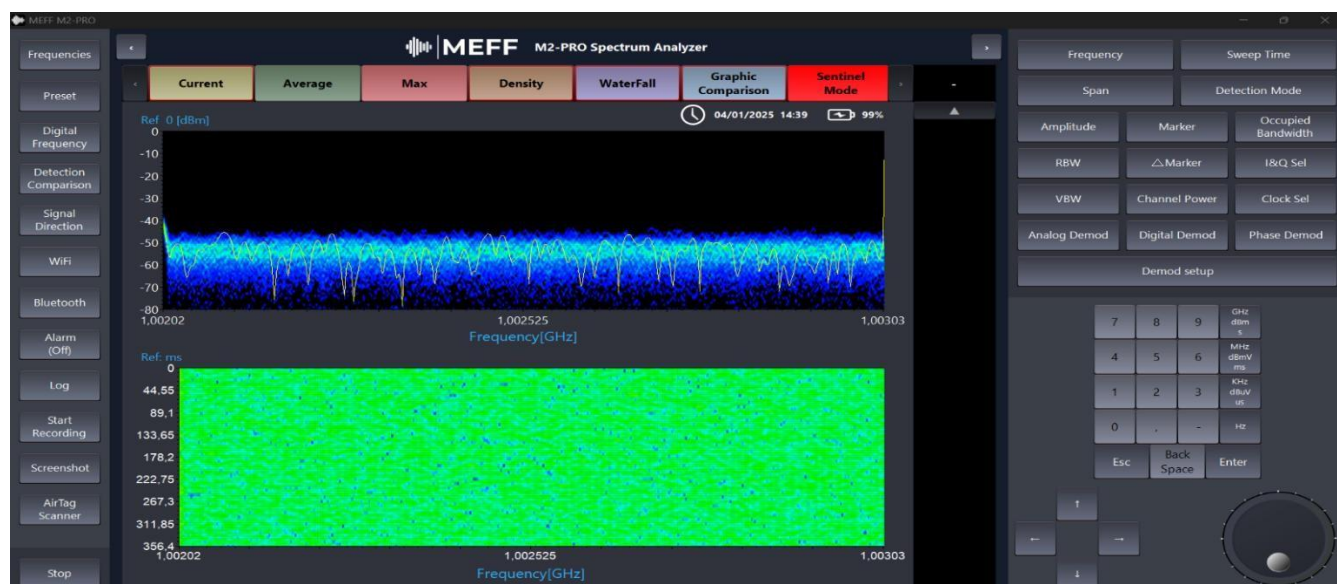 MEFF M2-PRO
Frequencies
Preset
Digital
Frequency
Detection
Comparison
Signal
Direction
WiFi
Bluetooth
Alarm
(Off)
Log
Start
Recording
Screenshot
AirTag
Scanner
Stop
MEFF M2-PRO Spectrum Analyzer
Current
Average
Max
Density
WaterFall
Graphic
Comparison
Sentinel
Mode
-
Ref 0 [dBm]
04/01/2025 14:39
99%
0
-10
-20
-30
-40
-50
-60
-70
-80
1,00202 1,002525 1,00303
Frequency[GHz]
Ref: ms
0
44,55
89,1
133,65
178,2
222,75
267,3
311,85
356,4
1,00202 1,002525 1,00303
Frequency[GHz]
Frequency
Sweep Time
Span
Detection Mode
Amplitude
Marker
Occupied
Bandwidth
RBW
△Marker
I&Q Sel
VBW
Channel Power
Clock Sel
Analog Demod
Digital Demod
Phase Demod
Demod setup
7 8 9
GHz
dBm
s
4 5 6
MHz
dBmV
ms
1 2 3
KHz
dBuV
us
0 . -
Hz
Esc
Back
Space
Enter